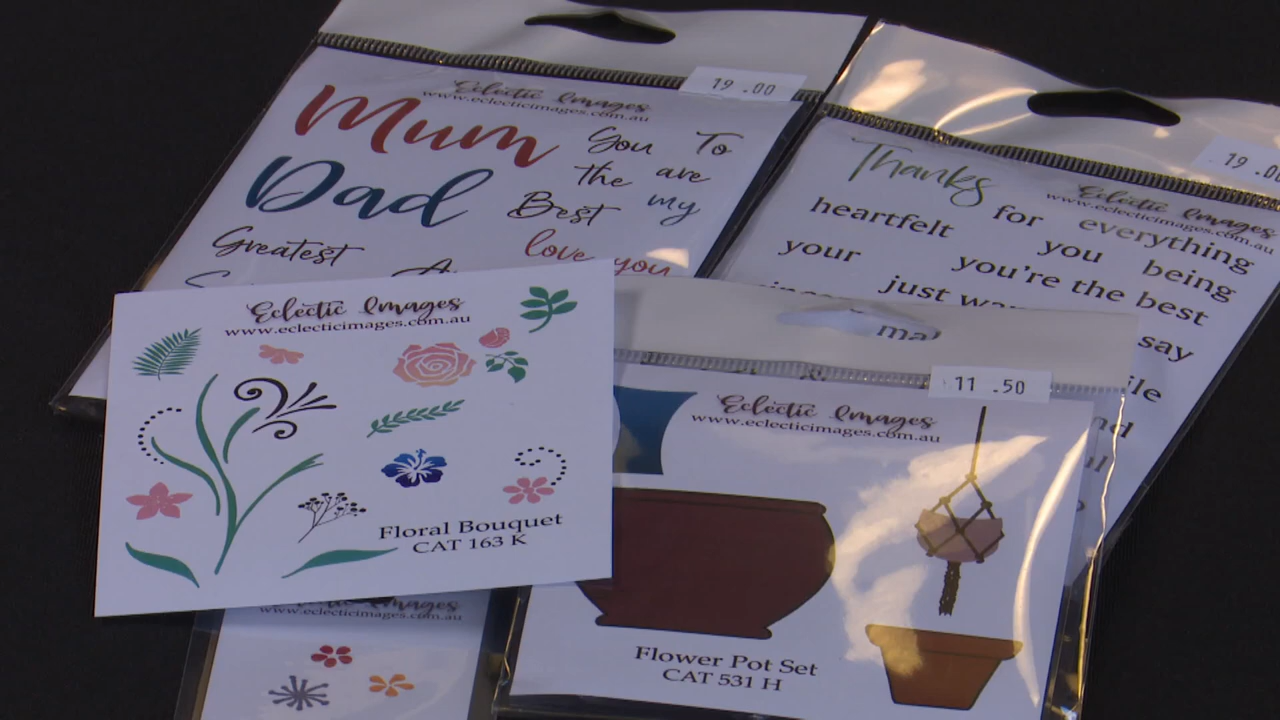 19 .00
Eclectic Images
www.eclecticimages.com.au
Mum
You To
the are
Dad
Best my
Greatest
love you
19 .00
Thanks
Eclectic Images
www.eclecticimages.com.au
for everything
heartfelt
you being
your
you're the best
just
say
Eclectic Images
www.eclecticimages.com.au
Floral Bouquet
CAT 163 K
11 .50
Eclectic Images
www.eclecticimages.com.au
Flower Pot Set
CAT 531 H
Images
www.eclecticimages.com.au